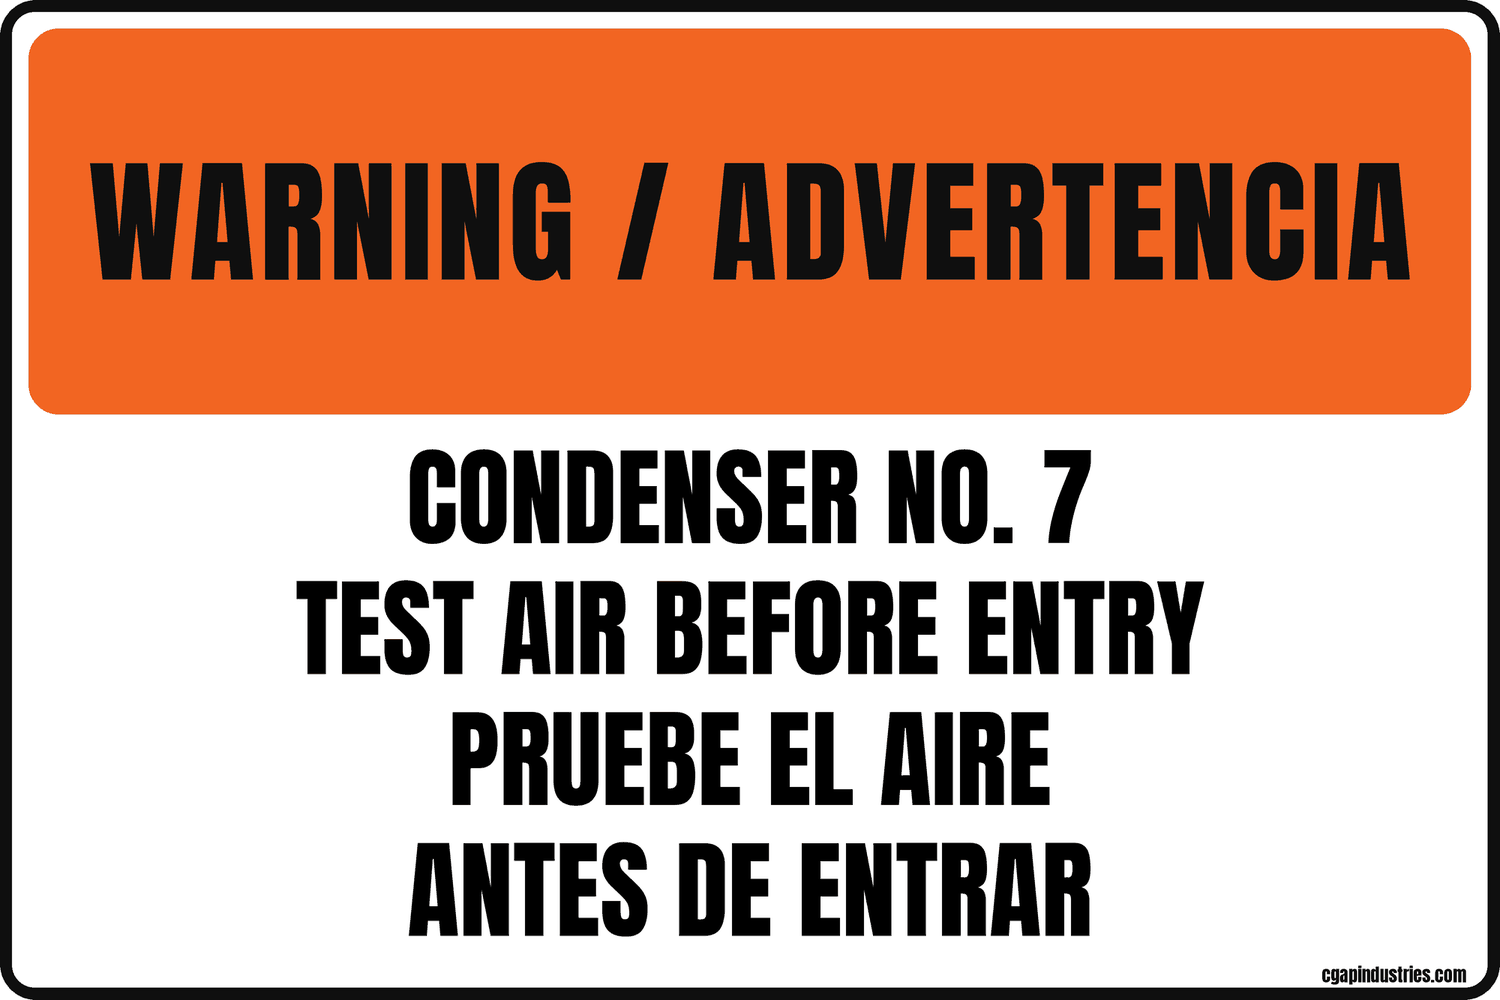 WARNING / ADVERTENCIA
CONDENSER NO. 7
TEST AIR BEFORE ENTRY
PRUEBE EL AIRE
ANTES DE ENTRAR
cgapindustries.com